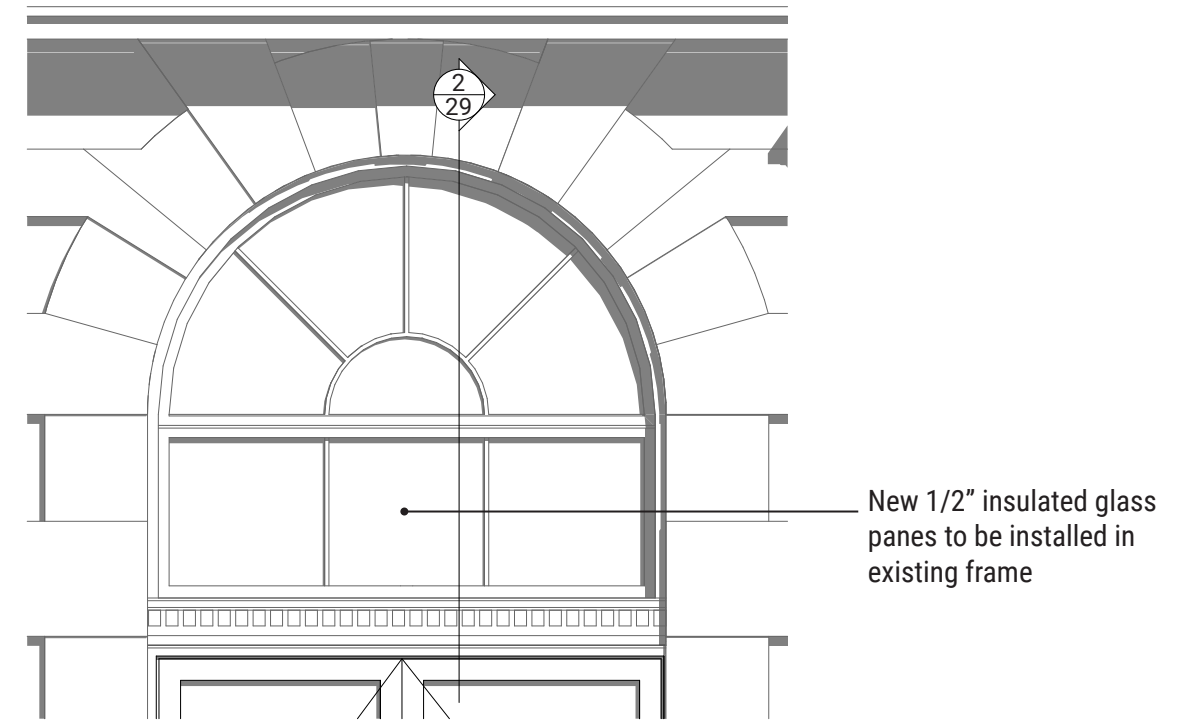 2
29
New 1/2” insulated glass
panes to be installed in
existing frame